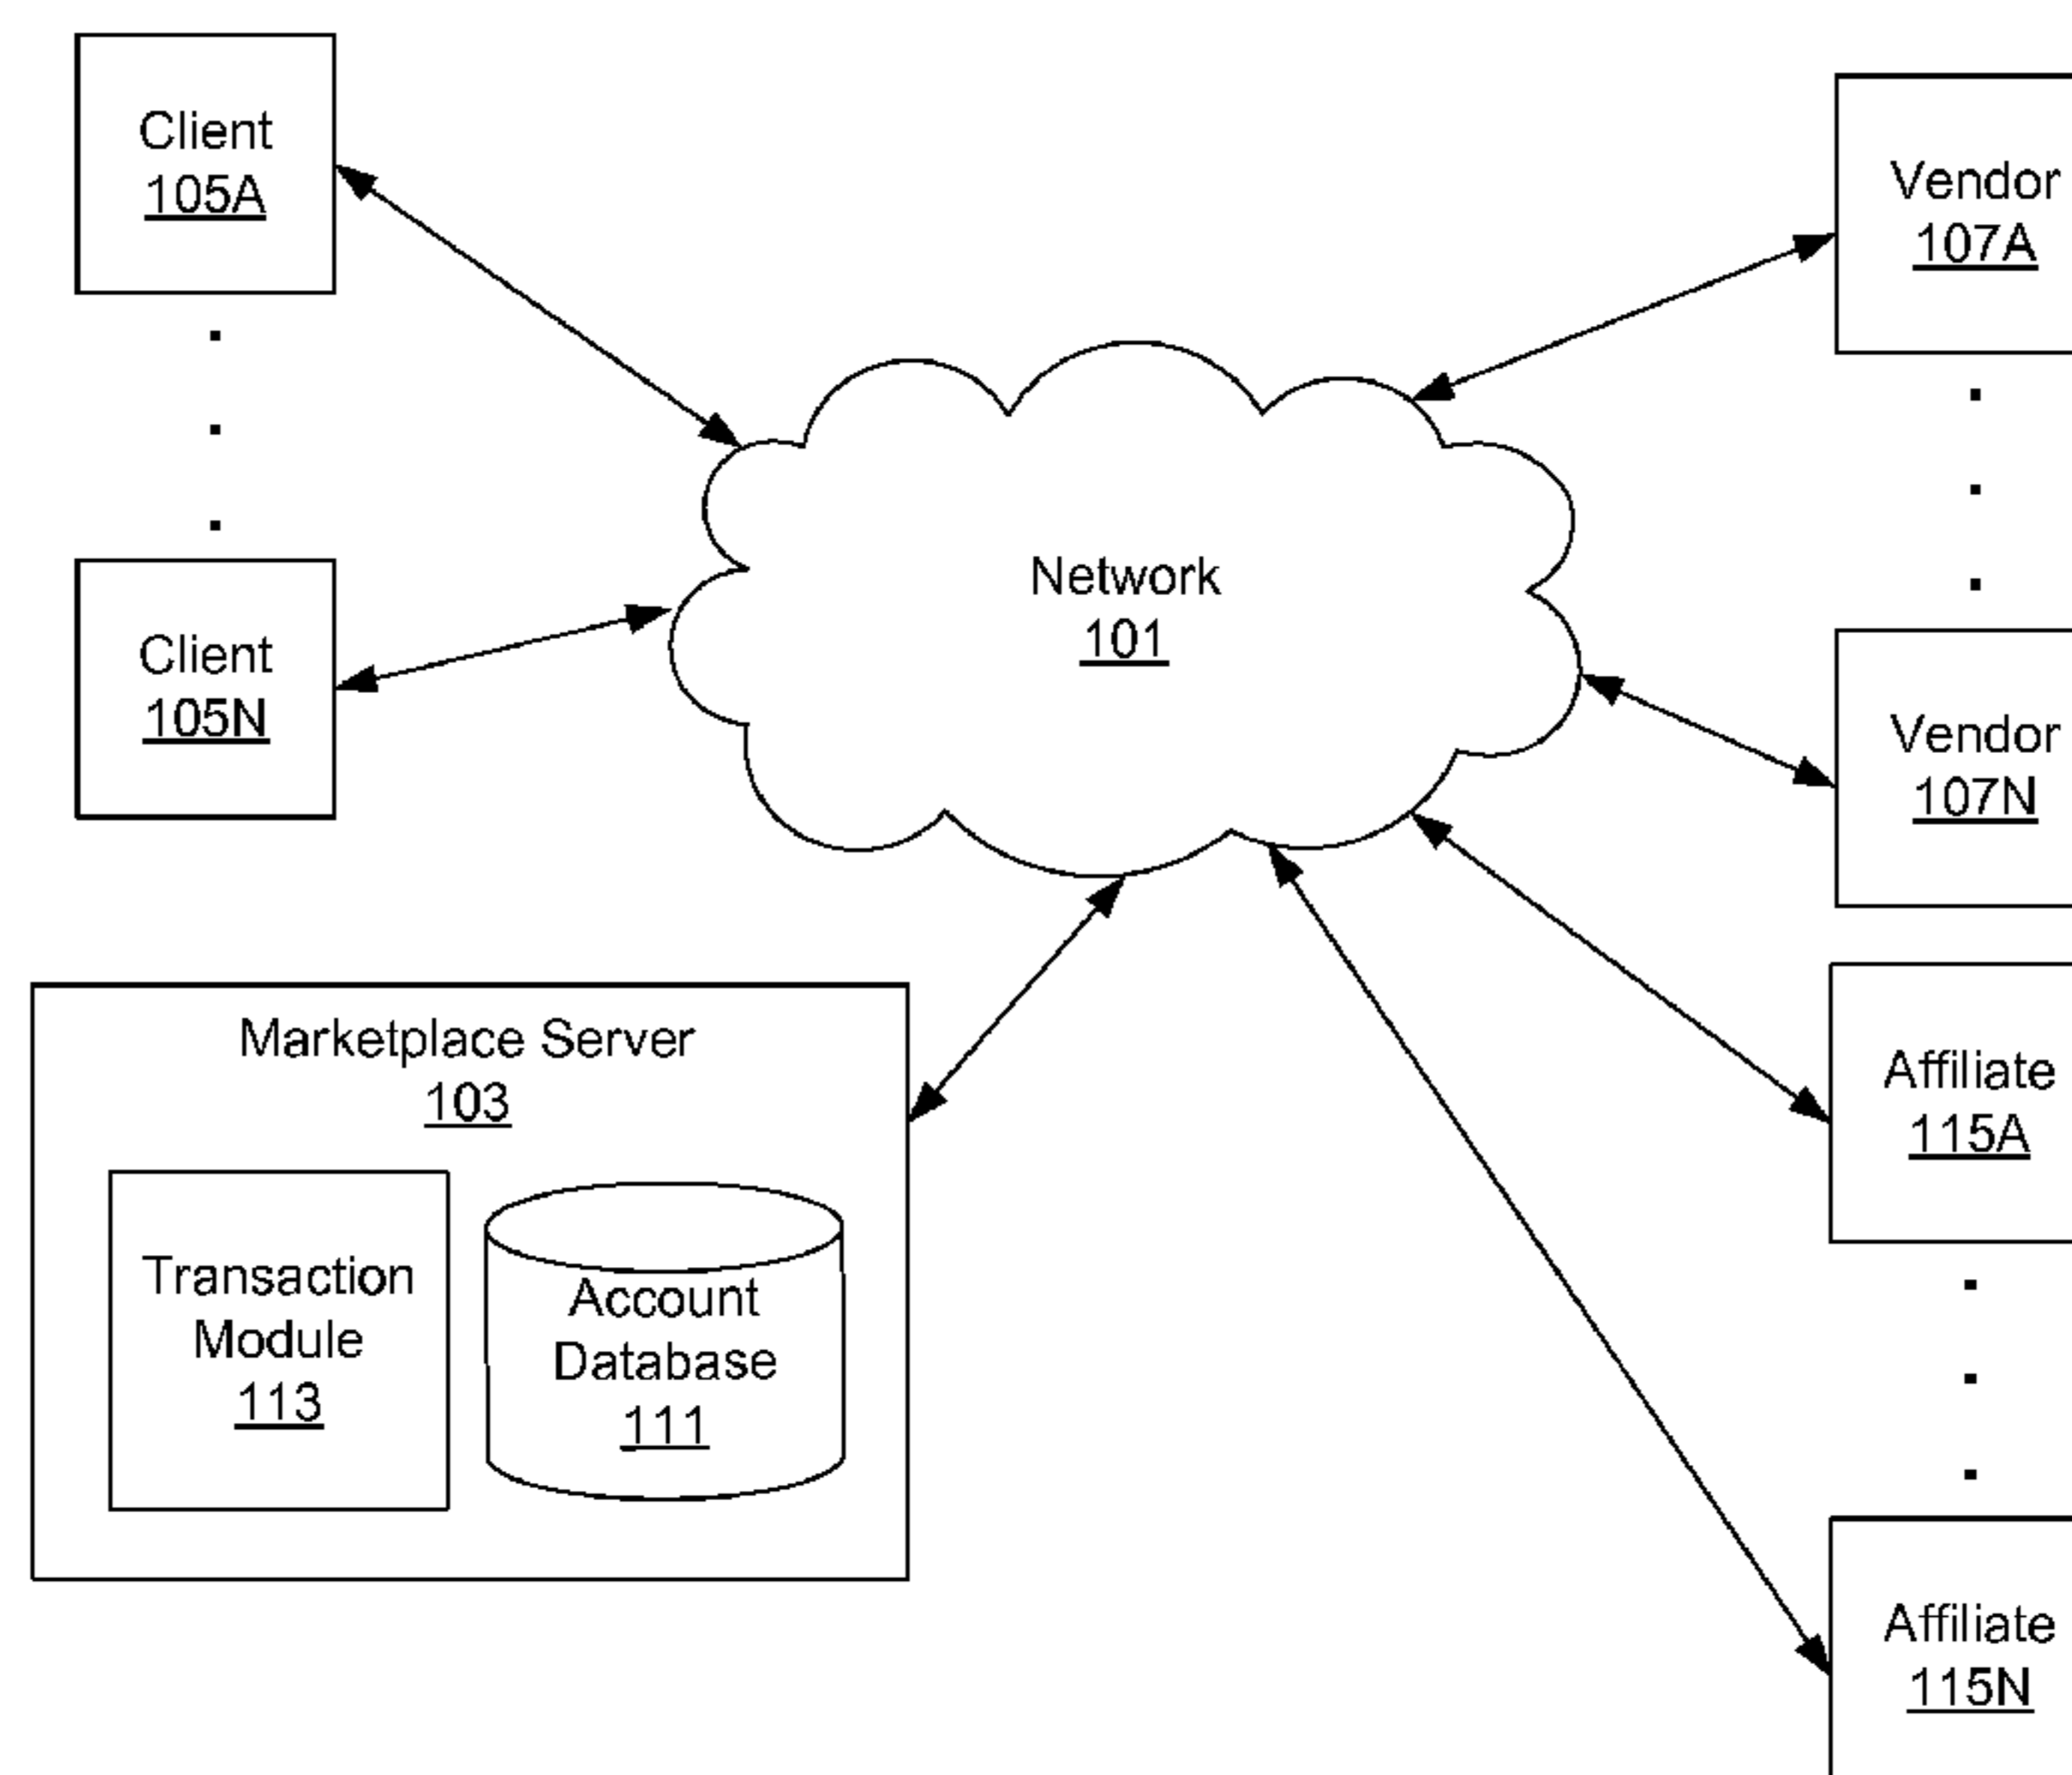 Client
105A
Client
105N
Network
101
Vendor
107A
Vendor
107N
Marketplace Server
103
Transaction
Module
113
Account
Database
111
Affiliate
115A
Affiliate
115N